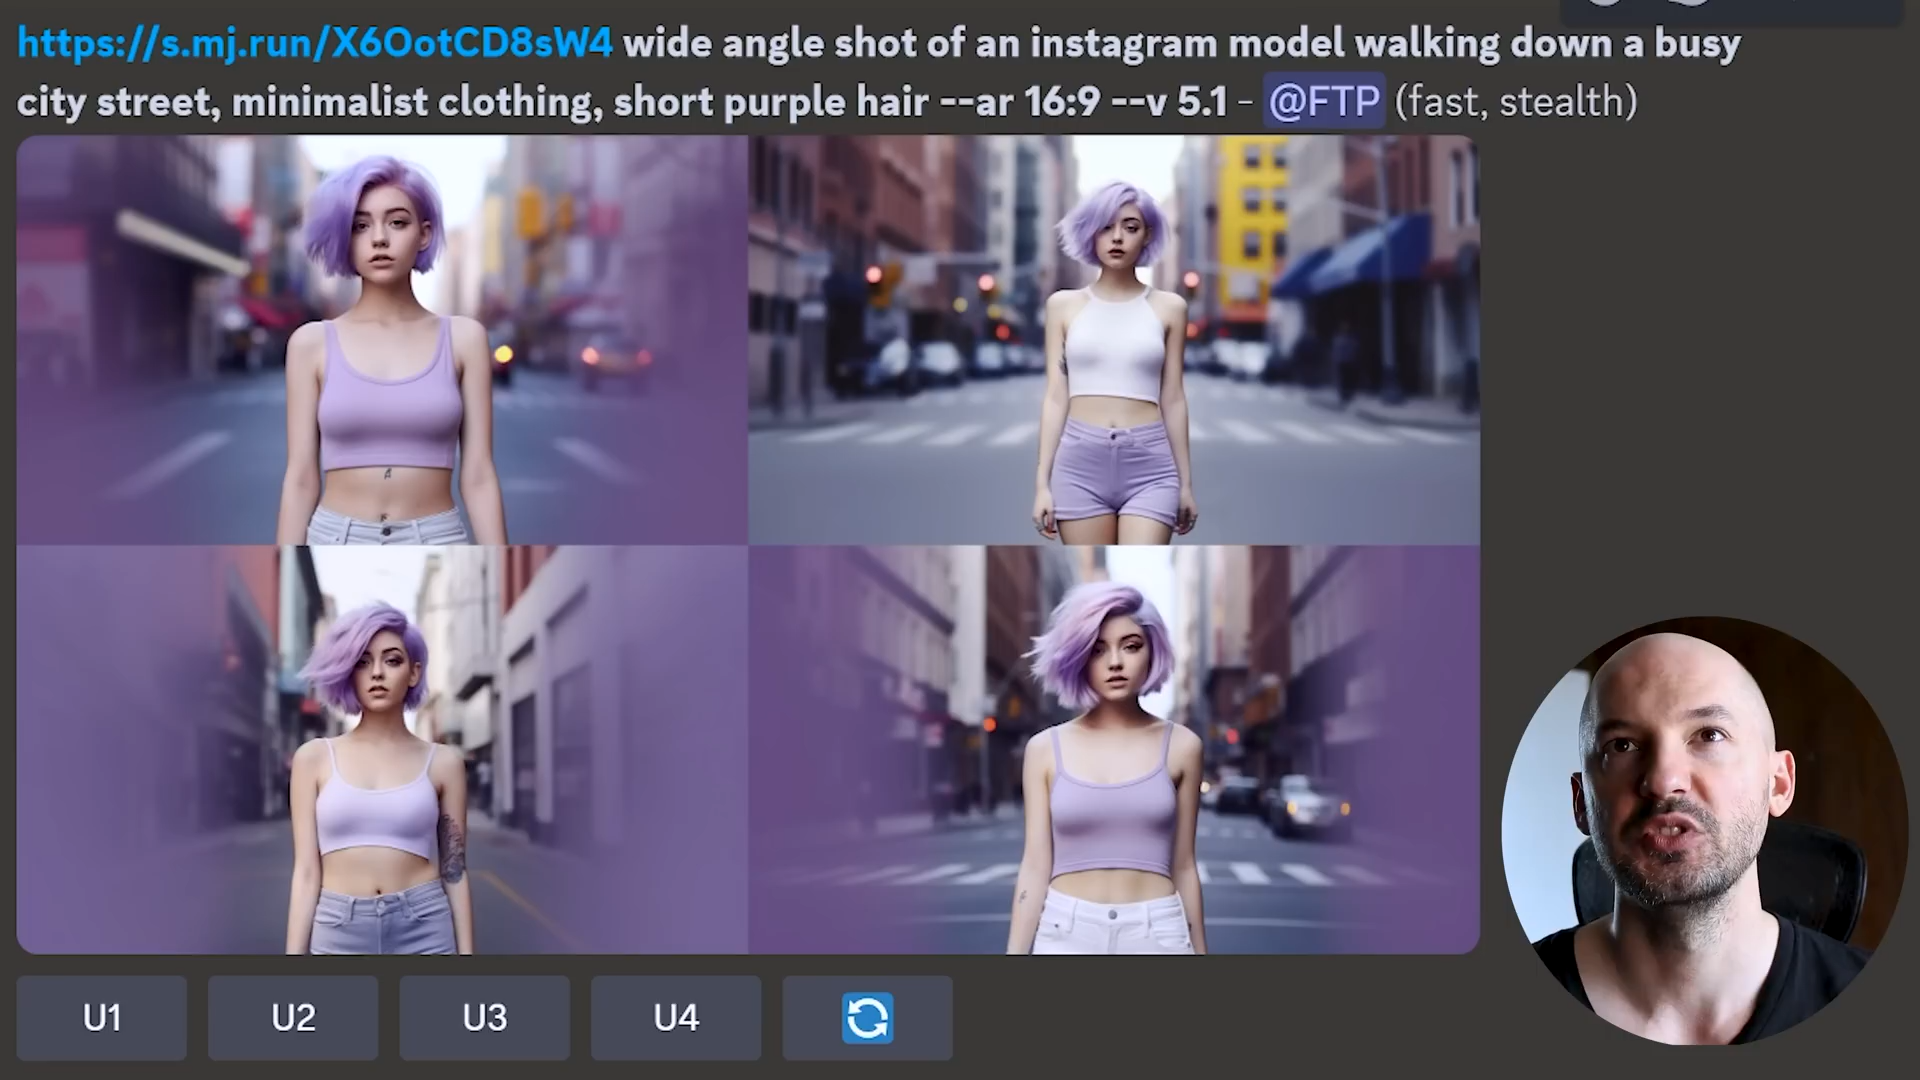 https://s.mj.run/X6OotCD8sW4 wide angle shot of an instagram model walking down a busy
city street, minimalist clothing, short purple hair --ar 16:9 --v 5.1 - @FTP (fast, stealth)
U1 U2 U3 U4